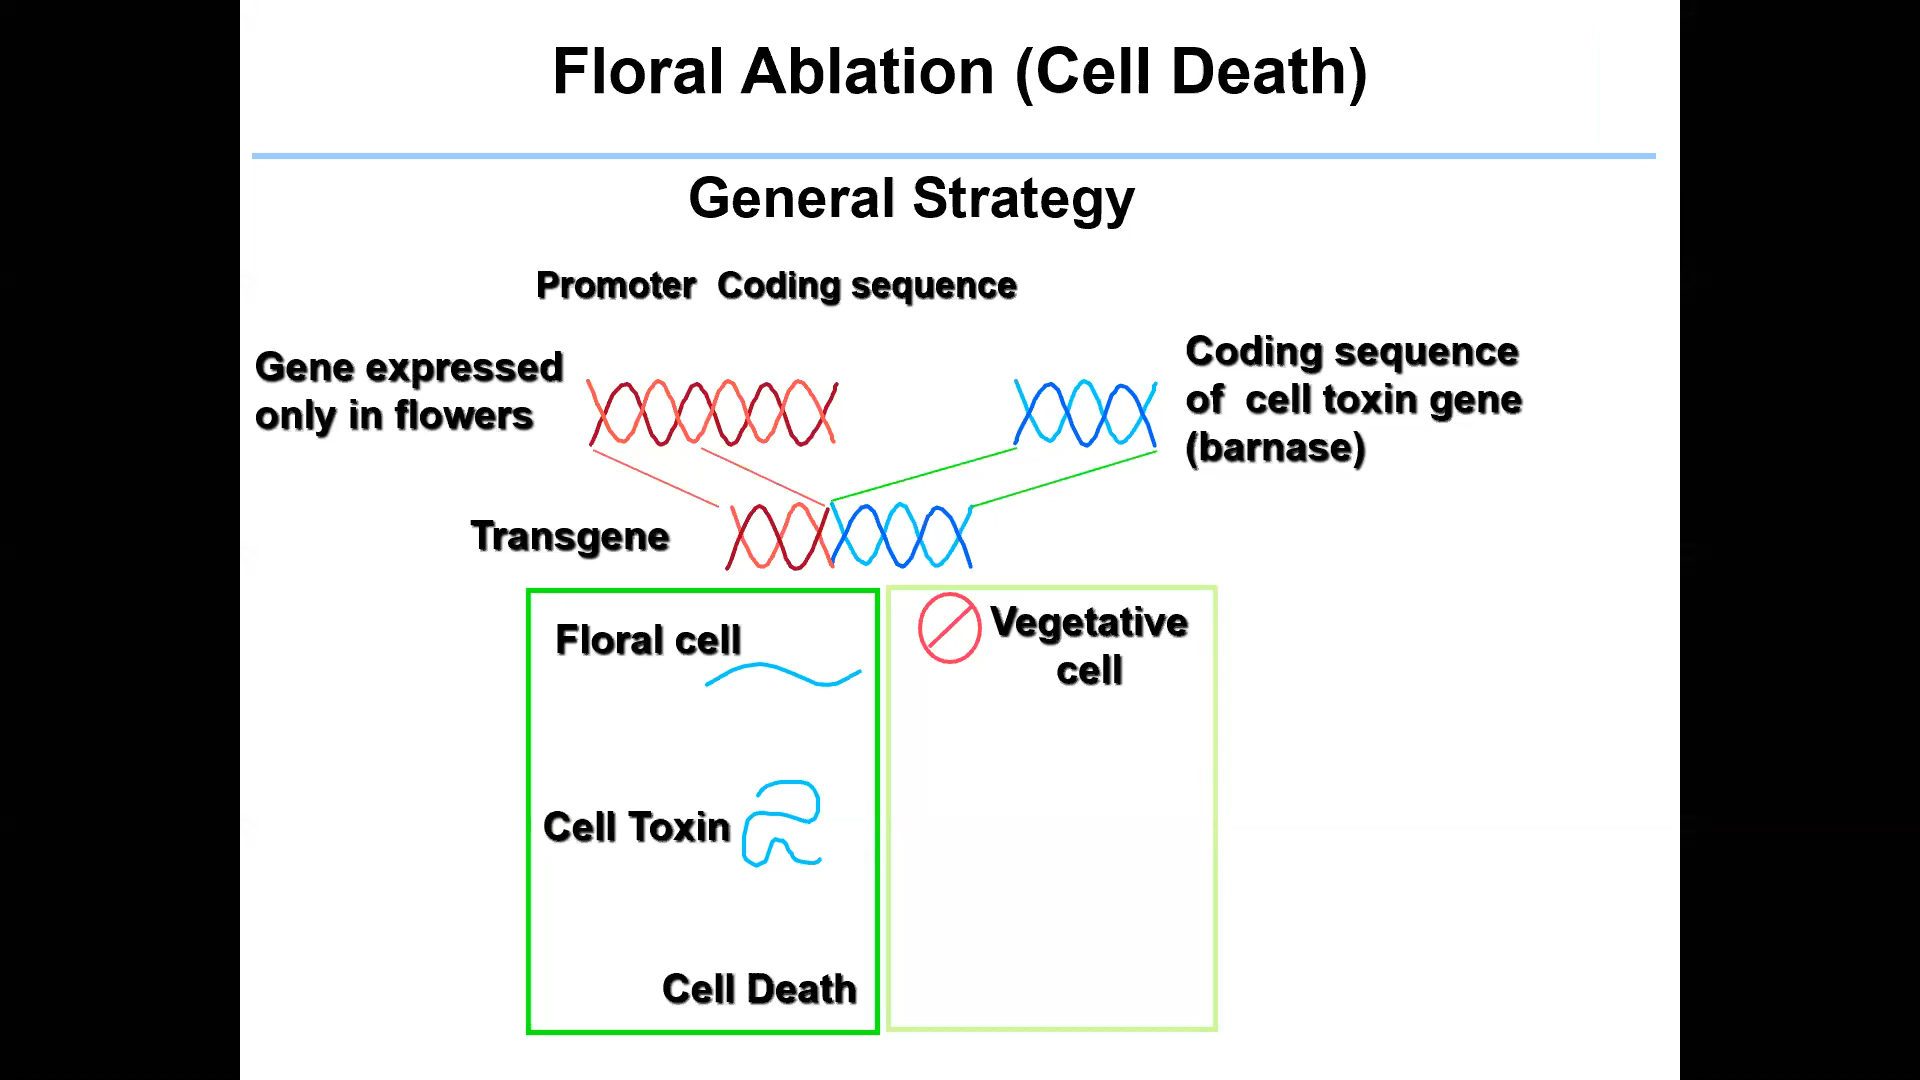 Floral Ablation (Cell Death)
General Strategy
Promoter Coding sequence
Gene expressed
only in flowers
Coding sequence
of cell toxin gene
(barnase)
Transgene
Floral cell
Vegetative
cell
Cell Toxin
Cell Death